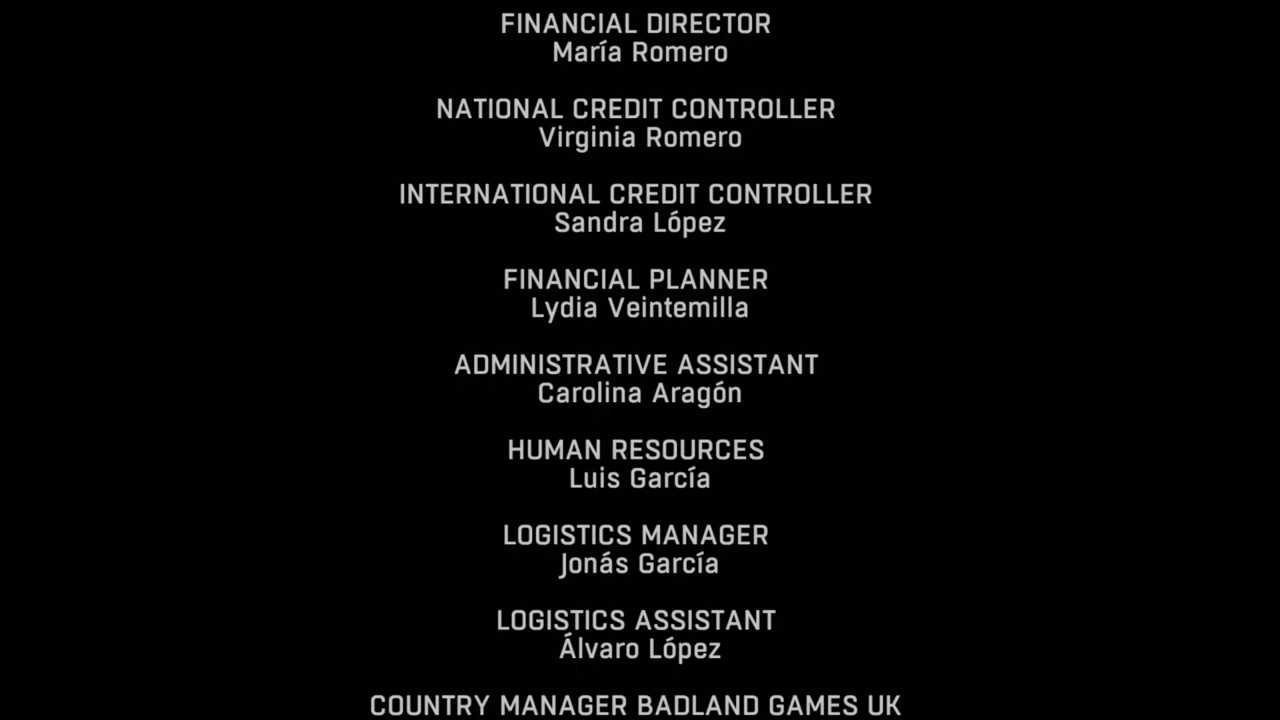 FINANCIAL DIRECTOR
María Romero
NATIONAL CREDIT CONTROLLER
Virginia Romero
INTERNATIONAL CREDIT CONTROLLER
Sandra López
FINANCIAL PLANNER
Lydia Veintemilla
ADMINISTRATIVE ASSISTANT
Carolina Aragón
HUMAN RESOURCES
Luis García
LOGISTICS MANAGER
Jonás García
LOGISTICS ASSISTANT
Álvaro López
COUNTRY MANAGER BADLAND GAMES UK